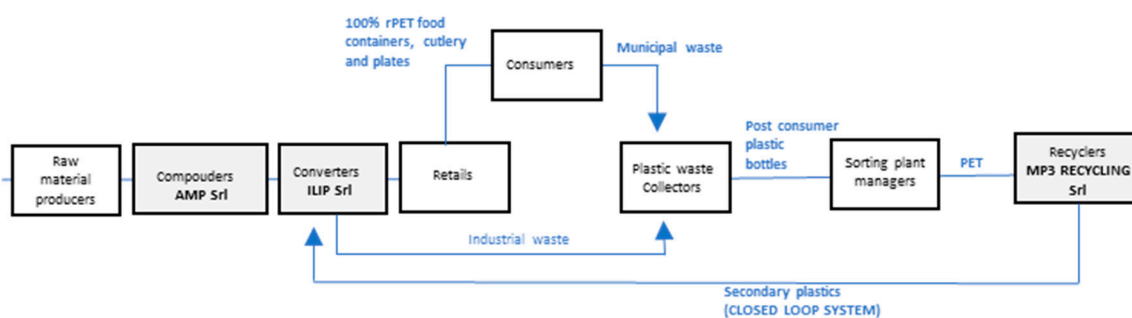 100% rPET food
containers, cutlery
and plates
Consumers
Municipal waste
Raw
material
producers
Compouders
AMP Srl
Converters
ILIP Srl
Retails
Plastic waste
Collectors
Post consumer
plastic
bottles
Sorting plant
managers
PET
Recyclers
MP3 RECYCLING
Srl
Industrial waste
Secondary plastics
(CLOSED LOOP SYSTEM)